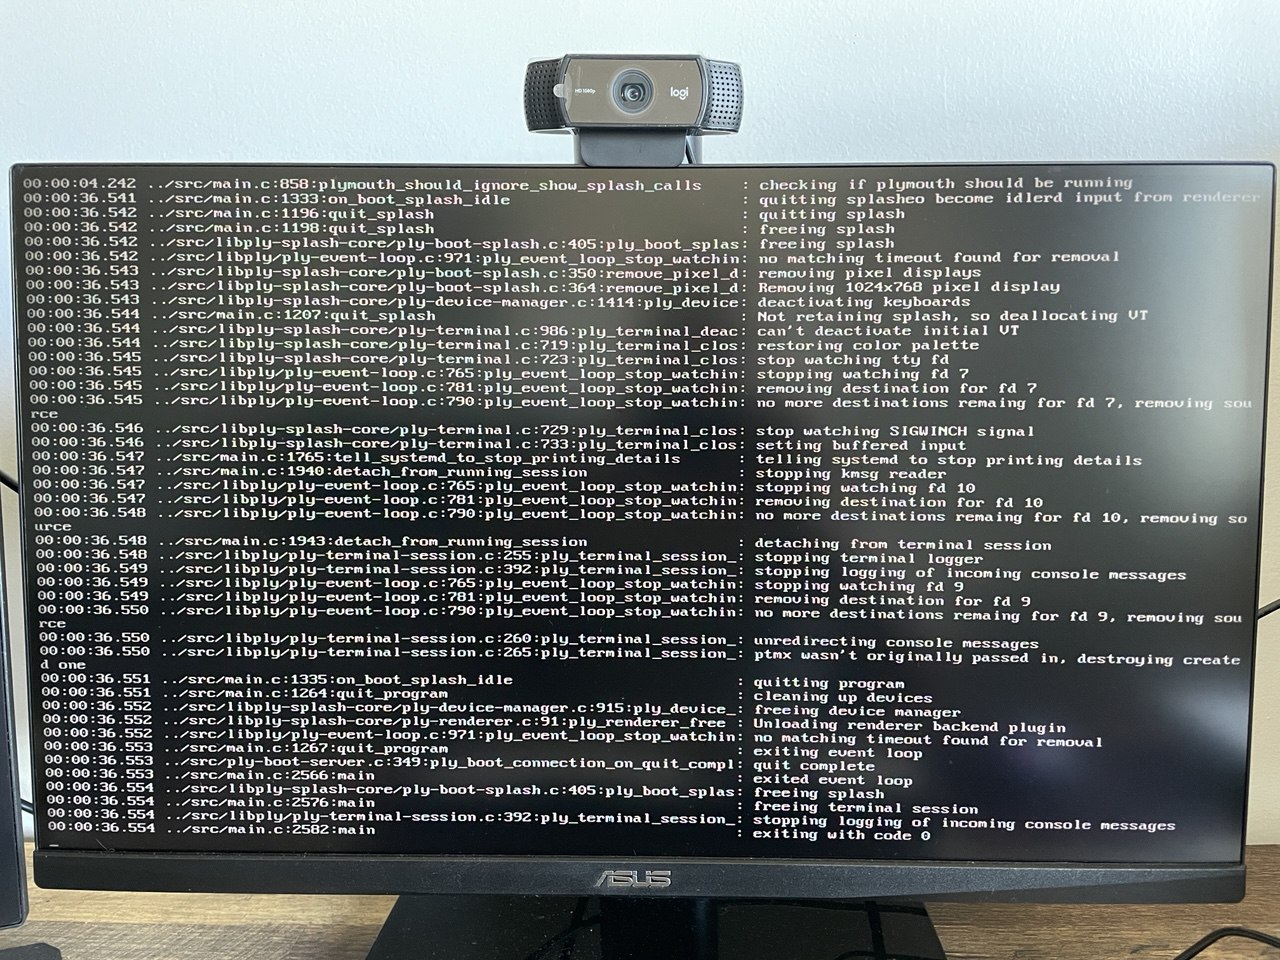 HD 1080p
logi
00:00:04.242 ../src/main.c:858:plymouth_should_ignore_show_splash_calls : checking if plymouth should be running
00:00:36.541 ../src/main.c:1333:on_boot_splash_idle : quitting splasheo become idlerd input from renderer
00:00:36.542 ../src/main.c:1196:quit_splash : quitting splash
00:00:36.542 ../src/main.c:1198:quit_splash : freeing splash
00:00:36.542 ../src/libply-splash-core/ply-boot-splash.c:405:ply_boot_splas: freeing splash
00:00:36.542 ../src/libply/ply-event-loop.c:971:ply_event_loop_stop_watchin: no matching timeout found for removal
00:00:36.543 ../src/libply-splash-core/ply-boot-splash.c:350:remove_pixel_d: removing pixel displays
00:00:36.543 ../src/libply-splash-core/ply-boot-splash.c:364:remove_pixel_d: Removing 1024x768 pixel display
00:00:36.543 ../src/libply-splash-core/ply-device-manager.c:1414:ply_device: deactivating keyboards
00:00:36.544 ../src/main.c:1207:quit_splash : Not retaining splash, so deallocating VT
00:00:36.544 ../src/libply-splash-core/ply-terminal.c:986:ply_terminal_deac: can't deactivate initial VT
00:00:36.544 ../src/libply-splash-core/ply-terminal.c:719:ply_terminal_clos: restoring color palette
00:00:36.545 ../src/libply-splash-core/ply-terminal.c:723:ply_terminal_clos: stop watching tty fd
00:00:36.545 ../src/libply/ply-event-loop.c:765:ply_event_loop_stop_watchin: stopping watching fd 7
00:00:36.545 ../src/libply/ply-event-loop.c:781:ply_event_loop_stop_watchin: removing destination for fd 7
00:00:36.545 ../src/libply/ply-event-loop.c:790:ply_event_loop_stop_watchin: no more destinations remaing for fd 7, removing sou
rce
00:00:36.546 ../src/libply-splash-core/ply-terminal.c:729:ply_terminal_clos: stop watching SIGWINCH signal
00:00:36.546 ../src/libply-splash-core/ply-terminal.c:733:ply_terminal_clos: setting buffered input
00:00:36.547 ../src/main.c:1765:tell_systemd_to_stop_printing_details : telling systemd to stop printing details
00:00:36.547 ../src/main.c:1940:detach_from_running_session : stopping kmsg reader
00:00:36.547 ../src/libply/ply-event-loop.c:765:ply_event_loop_stop_watchin: stopping watching fd 10
00:00:36.547 ../src/libply/ply-event-loop.c:781:ply_event_loop_stop_watchin: removing destination for fd 10
00:00:36.548 ../src/libply/ply-event-loop.c:790:ply_event_loop_stop_watchin: no more destinations remaing for fd 10, removing so
urce
00:00:36.548 ../src/main.c:1943:detach_from_running_session : detaching from terminal session
00:00:36.548 ../src/libply/ply-terminal-session.c:255:ply_terminal_session_: stopping terminal logger
00:00:36.549 ../src/libply/ply-terminal-session.c:392:ply_terminal_session_: stopping logging of incoming console messages
00:00:36.549 ../src/libply/ply-event-loop.c:765:ply_event_loop_stop_watchin: stopping watching fd 9
00:00:36.549 ../src/libply/ply-event-loop.c:781:ply_event_loop_stop_watchin: removing destination for fd 9
00:00:36.550 ../src/libply/ply-event-loop.c:790:ply_event_loop_stop_watchin: no more destinations remaing for fd 9, removing sou
rce
00:00:36.550 ../src/libply/ply-terminal-session.c:260:ply_terminal_session_: unredirecting console messages
00:00:36.550 ../src/libply/ply-terminal-session.c:265:ply_terminal_session_: ptmx wasn't originally passed in, destroying create
d one
00:00:36.551 ../src/main.c:1335:on_boot_splash_idle : quitting program
00:00:36.551 ../src/main.c:1264:quit_program : cleaning up devices
00:00:36.552 ../src/libply-splash-core/ply-device-manager.c:915:ply_device_: freeing device manager
00:00:36.552 ../src/libply-splash-core/ply-renderer.c:91:ply_renderer_free : Unloading renderer backend plugin
00:00:36.552 ../src/libply/ply-event-loop.c:971:ply_event_loop_stop_watchin: no matching timeout found for removal
00:00:36.553 ../src/main.c:1267:quit_program : exiting event loop
00:00:36.553 ../src/ply-boot-server.c:349:ply_boot_connection_on_quit_compl: quit complete
00:00:36.553 ../src/main.c:2566:main : exited event loop
00:00:36.554 ../src/libply-splash-core/ply-boot-splash.c:405:ply_boot_splas: freeing splash
00:00:36.554 ../src/main.c:2576:main : freeing terminal session
00:00:36.554 ../src/libply/ply-terminal-session.c:392:ply_terminal_session_: stopping logging of incoming console messages
00:00:36.554 ../src/main.c:2582:main : exiting with code 0
_
ASUS